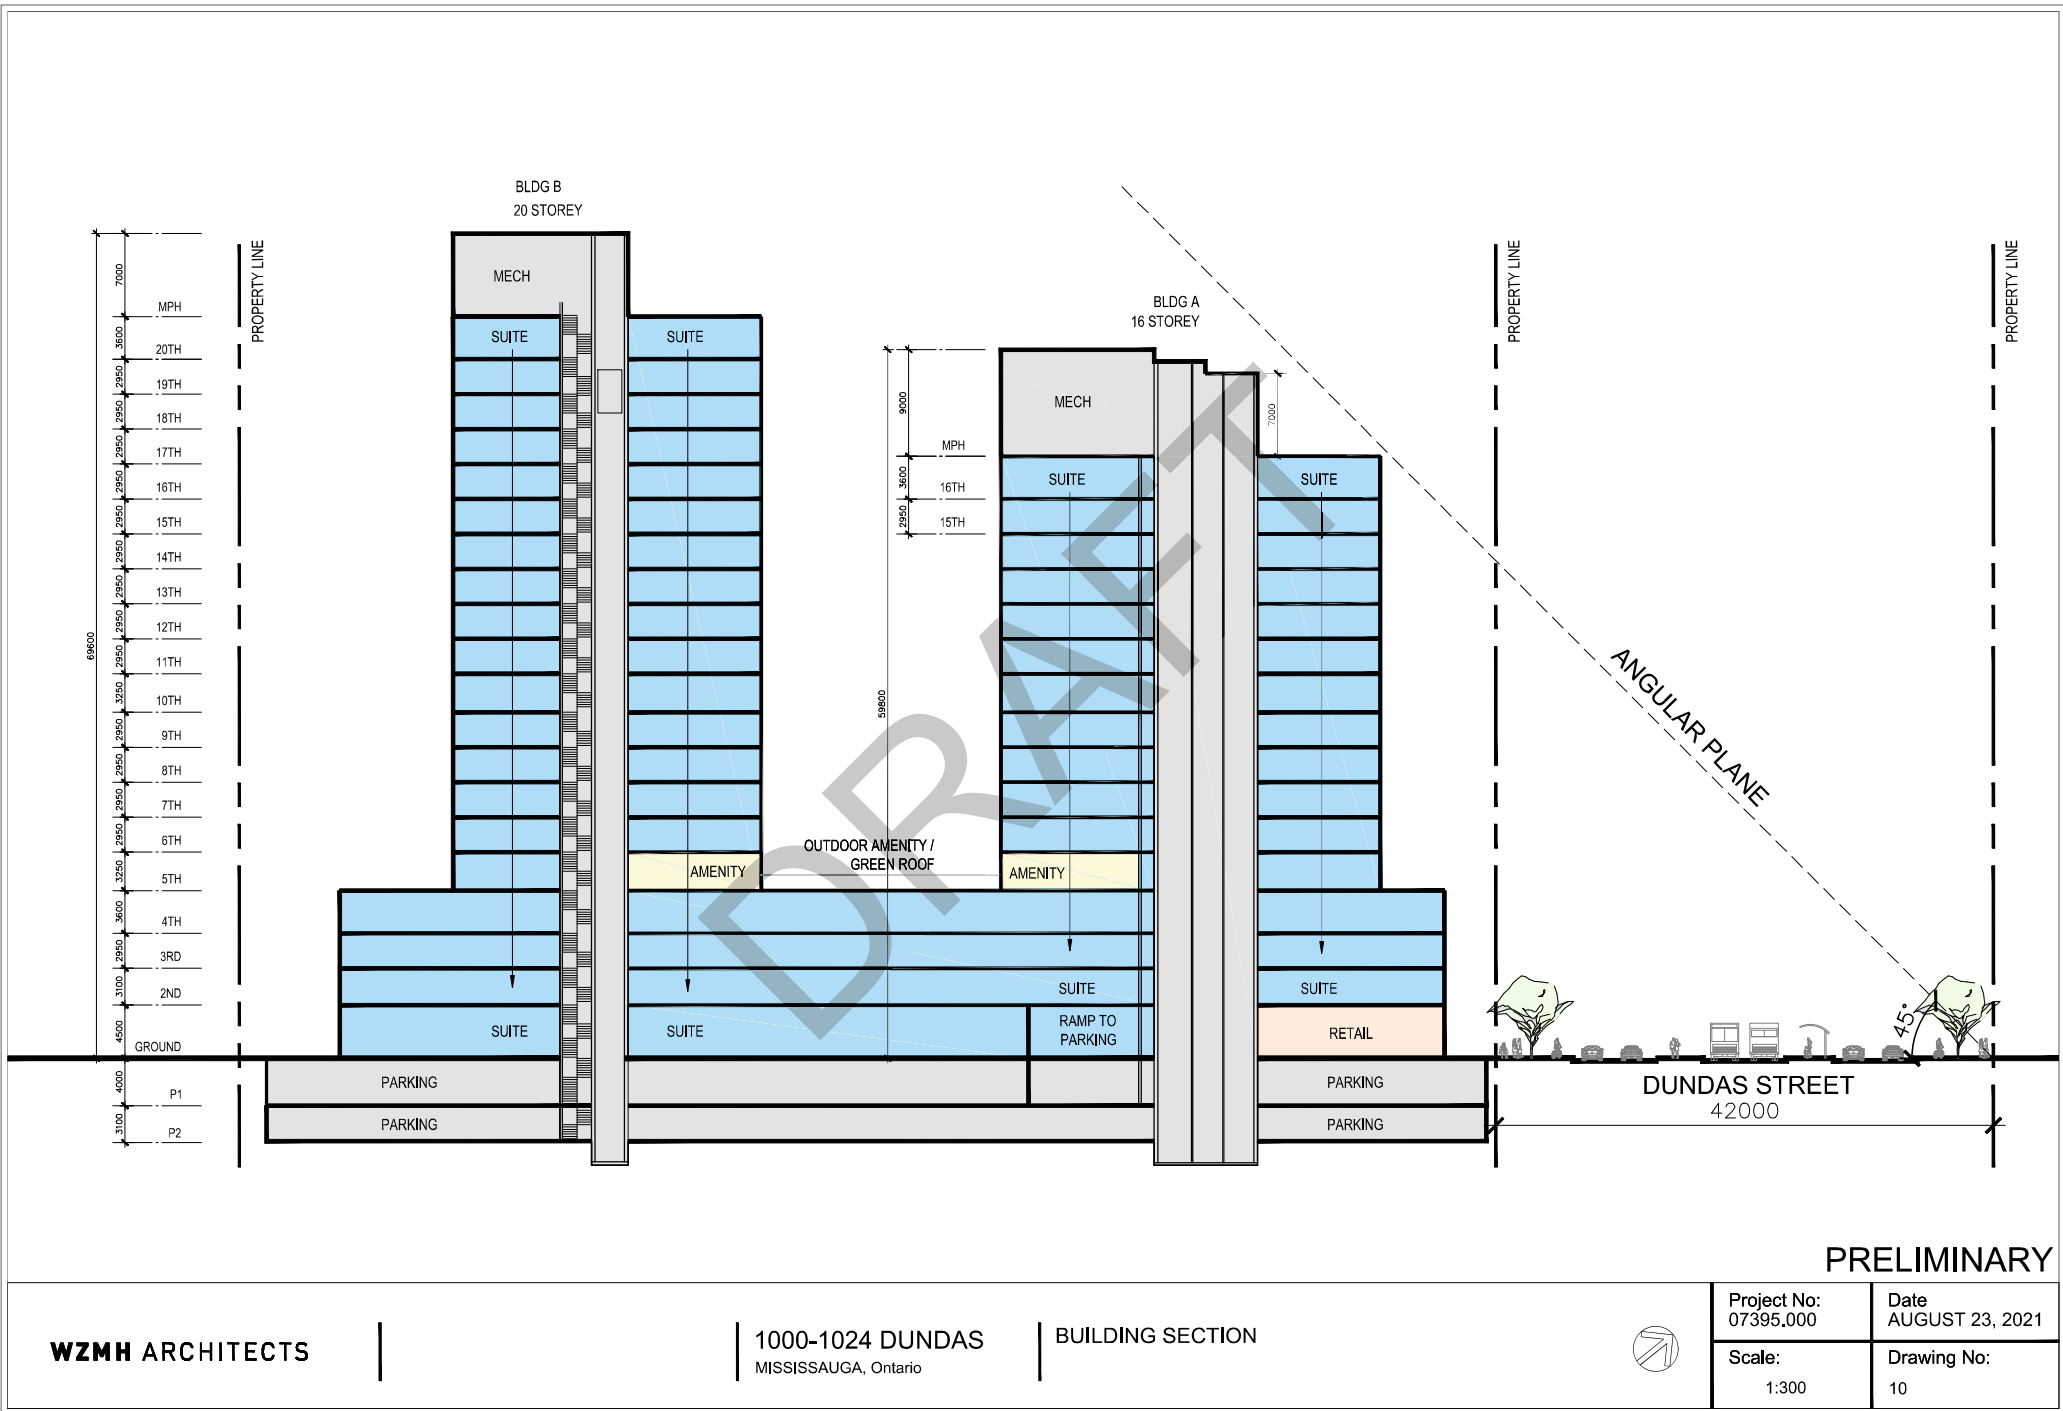 BLDG B
20 STOREY
PROPERTY LINE
PROPERTY LINE
PROPERTY LINE
BLDG A
16 STOREY
MECH
MECH
69600
7000
3600
2950
2950
2950
2950
2950
2950
2950
2950
2950
3250
2950
2950
2950
2950
3250
3600
2950
3100
4500
4000
3100
MPH
20TH
19TH
18TH
17TH
16TH
15TH
14TH
13TH
12TH
11TH
10TH
9TH
8TH
7TH
6TH
5TH
4TH
3RD
2ND
GROUND
P1
P2
SUITE
SUITE
59800
9000
3600
2950
MPH
16TH
15TH
7000
SUITE
SUITE
DRAFT
ANGULAR PLANE
45°
OUTDOOR AMENITY /
GREEN ROOF
AMENITY
AMENITY
SUITE
SUITE
SUITE
SUITE
RAMP TO
PARKING
RETAIL
PARKING
PARKING
PARKING
PARKING
DUNDAS STREET
42000
PRELIMINARY
WZMH ARCHITECTS
1000-1024 DUNDAS
MISSISSAUGA, Ontario
BUILDING SECTION
Project No:
07395.000
Date
AUGUST 23, 2021
Scale:
1:300
Drawing No:
10